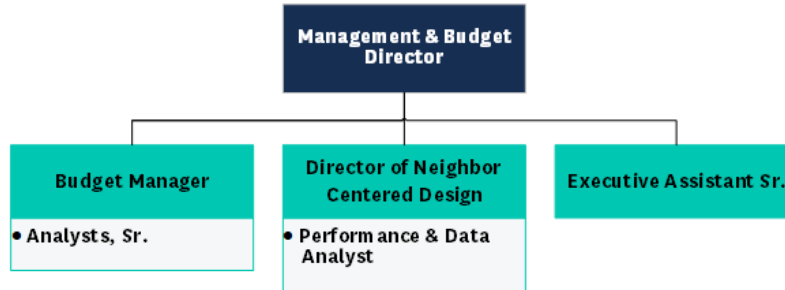 Management & Budget
Director
Budget Manager
Director of Neighbor
Centered Design
Executive Assistant Sr.
• Analysts, Sr.
• Performance & Data
Analyst